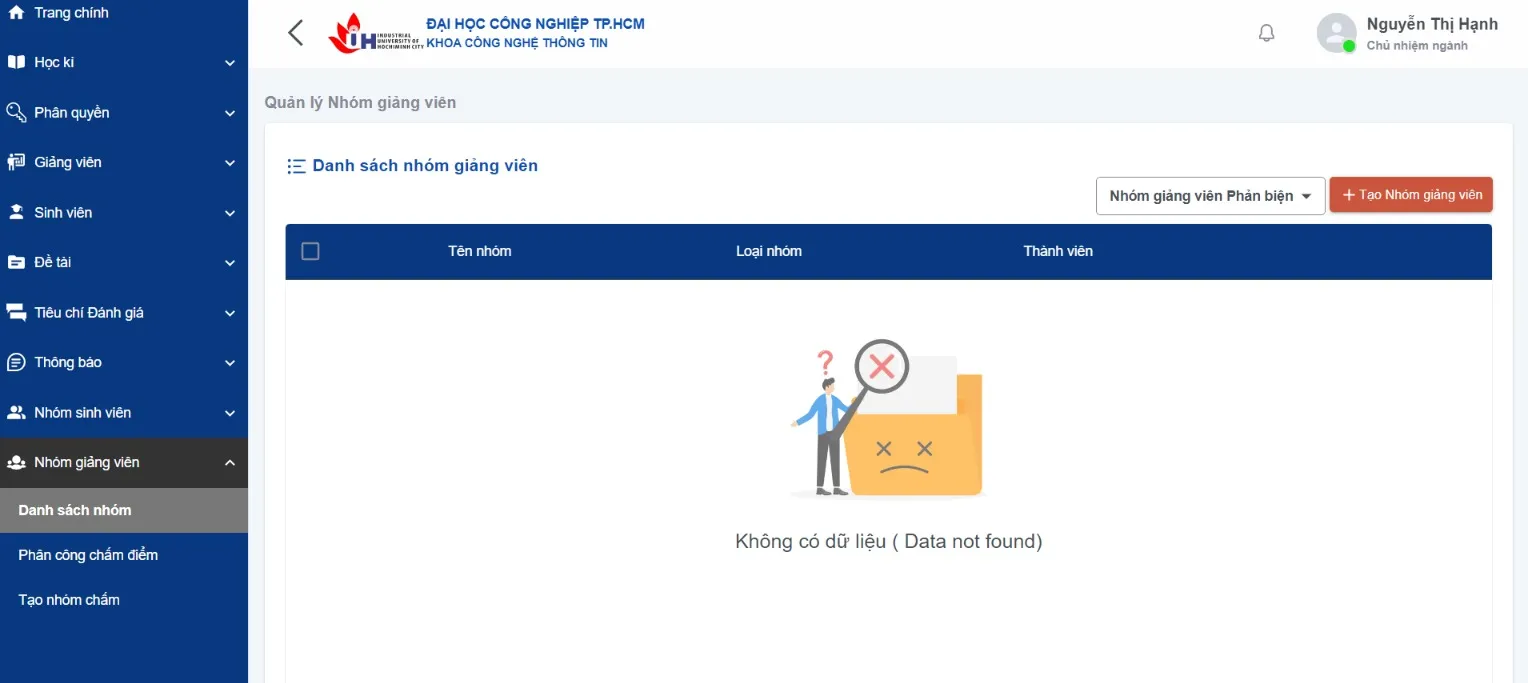 Trang chính
Học kì
Phân quyền
Giảng viên
Sinh viên
Đề tài
Tiêu chí Đánh giá
Thông báo
Nhóm sinh viên
Nhóm giảng viên
Danh sách nhóm
Phân công chấm điểm
Tạo nhóm chấm
IUH
INDUSTRIAL
UNIVERSITY OF
HOCHIMINH CITY
ĐẠI HỌC CÔNG NGHIỆP TP.HCM
KHOA CÔNG NGHỆ THÔNG TIN
Nguyễn Thị Hạnh
Chủ nhiệm ngành
Quản lý Nhóm giảng viên
Danh sách nhóm giảng viên
Nhóm giảng viên Phản biện
+ Tạo Nhóm giảng viên
Tên nhóm Loại nhóm Thành viên
?
Không có dữ liệu ( Data not found)